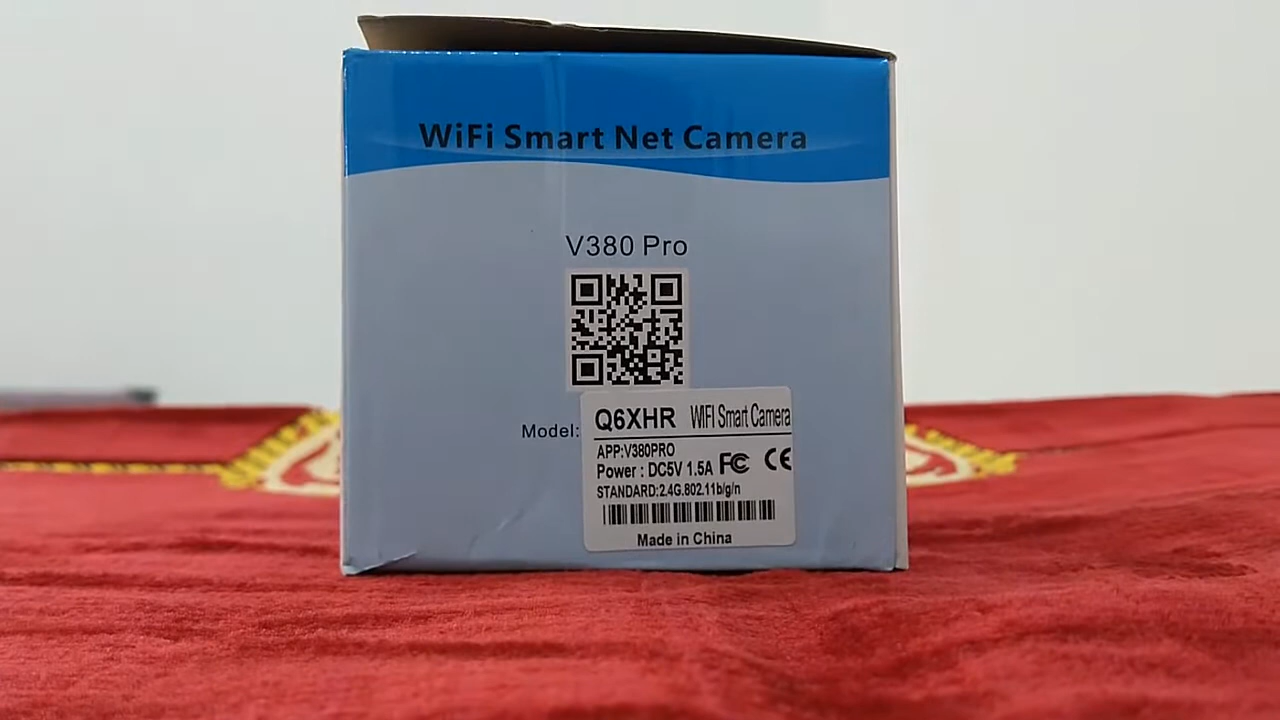 WiFi Smart Net Camera
V380 Pro
Model:
Q6XHR WIFI Smart Camera
APP:V380PRO
Power : DC5V 1.5A FC CE
STANDARD:2.4G.802.11b/g/n
Made in China